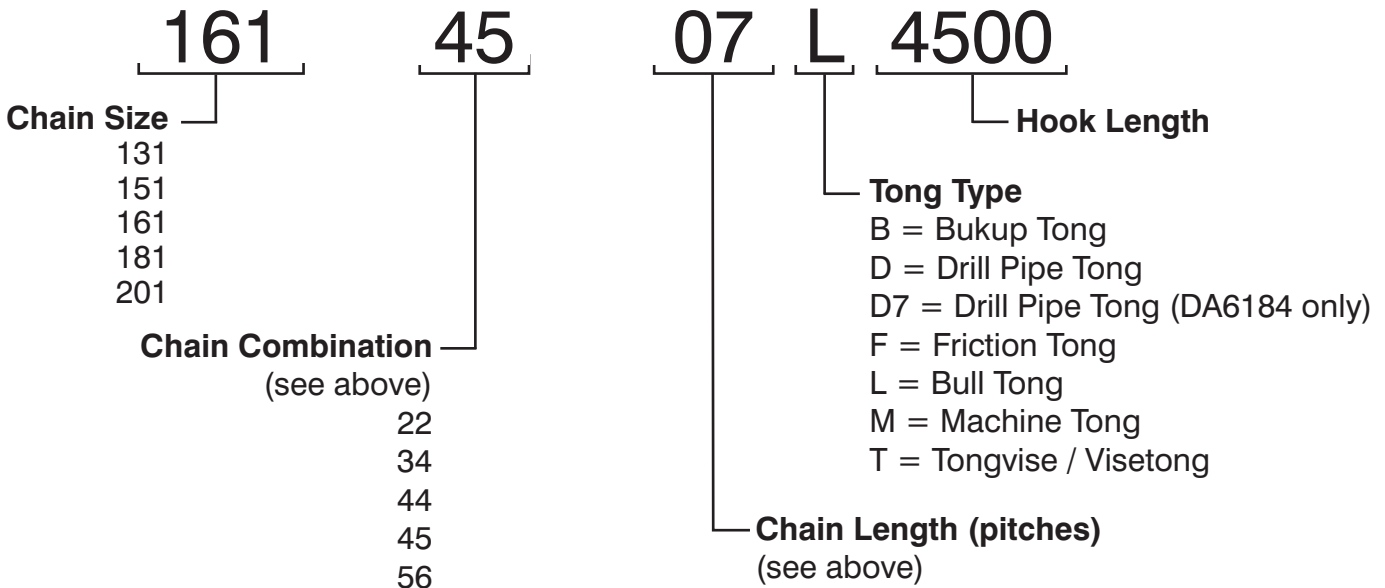 161 45 07 L 4500
Chain Size
131
151
161
181
201
Chain Combination
(see above)
22
34
44
45
56
Chain Length (pitches)
(see above)
Tong Type
B = Bukup Tong
D = Drill Pipe Tong
D7 = Drill Pipe Tong (DA6184 only)
F = Friction Tong
L = Bull Tong
M = Machine Tong
T = Tongvise / Visetong
Hook Length